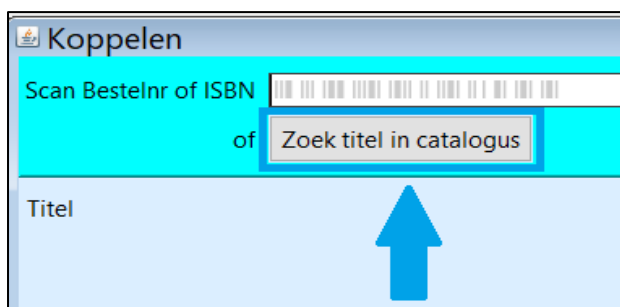 Koppelen
Scan Bestelnr of ISBN
of Zoek titel in catalogus
Titel